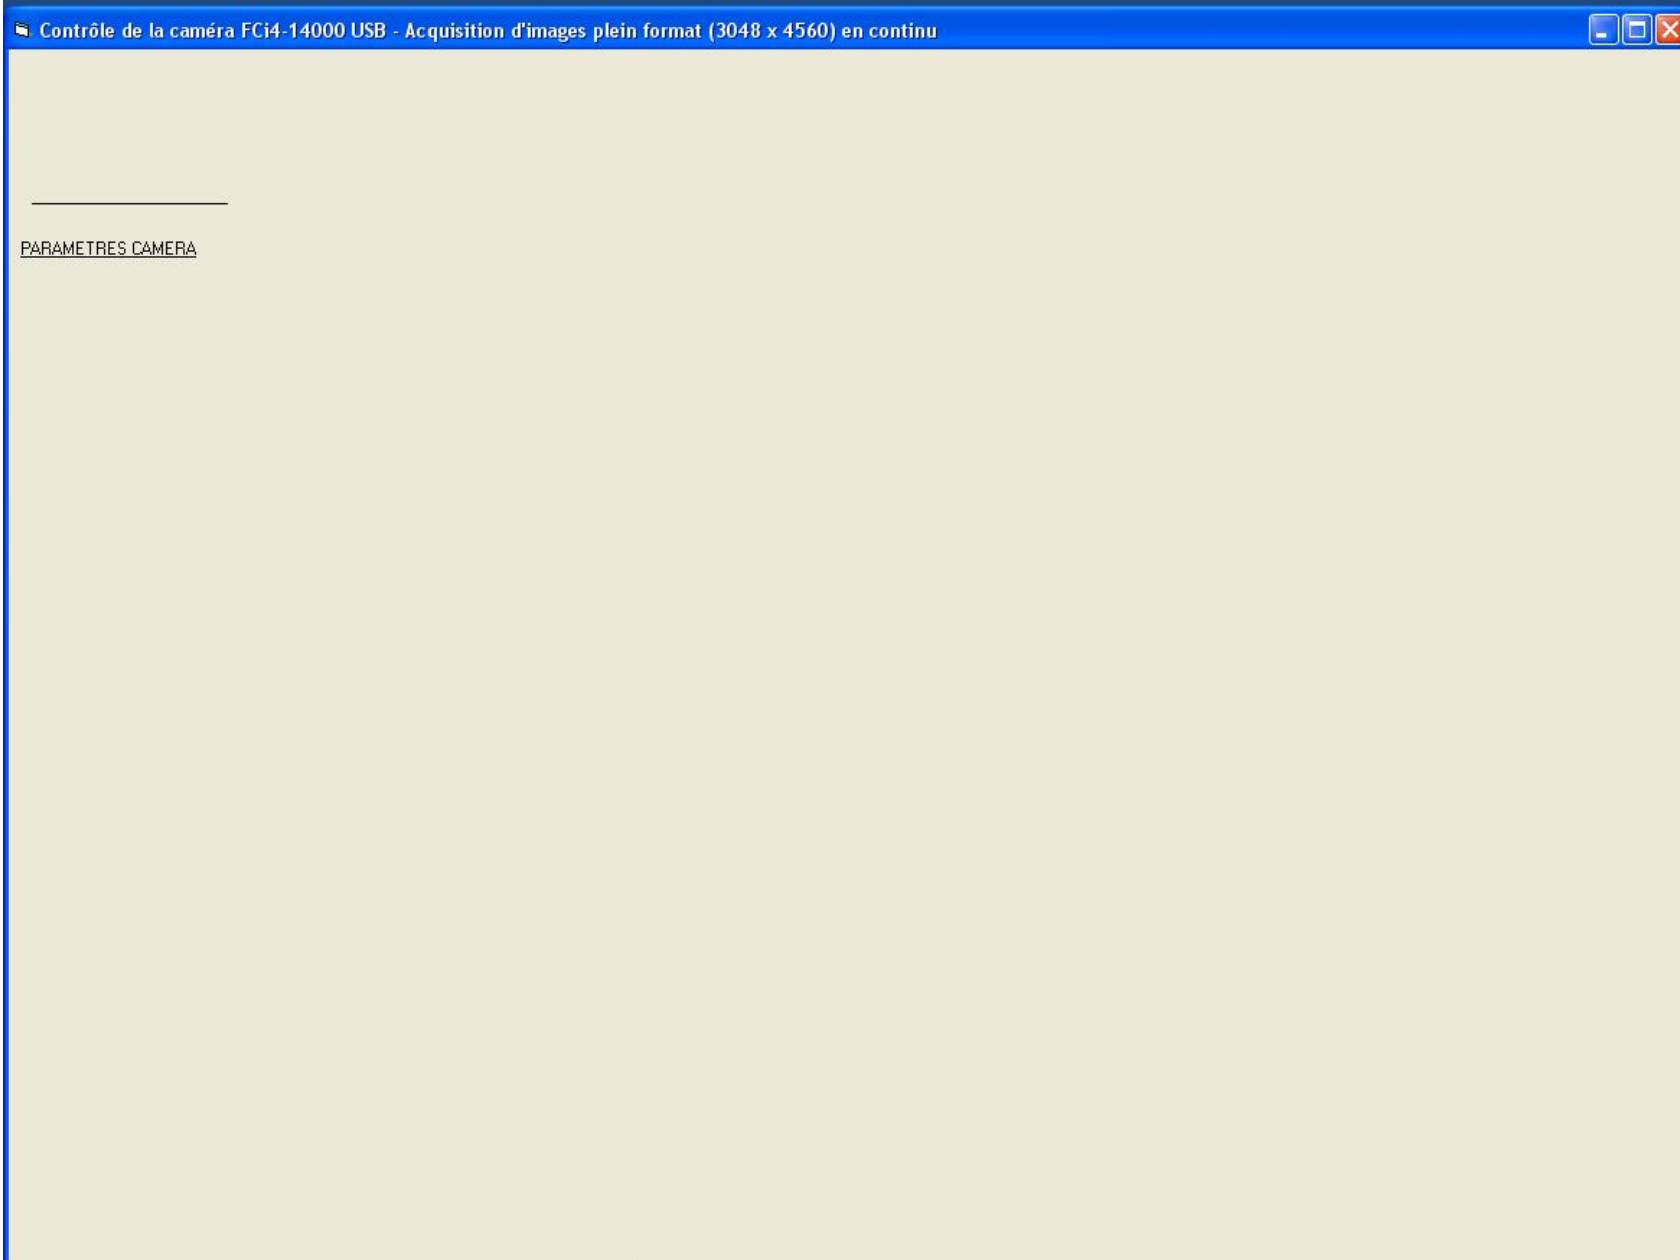 Contrôle de la caméra FCi4-14000 USB - Acquisition d'images plein format (3048 x 4560) en continu
PARAMETRES CAMERA